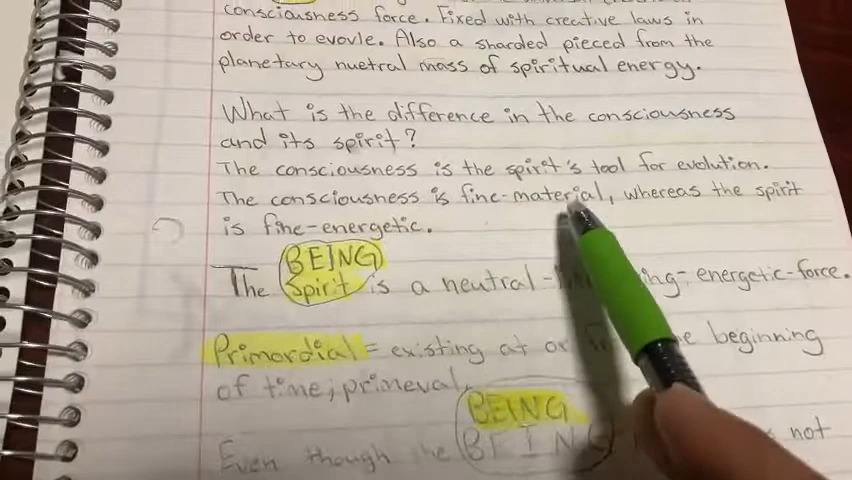 consciousness force. Fixed with creative laws in
order to evovle. Also a sharded pieced from the
planetary nuetral mass of spiritual energy.
What is the difference in the consciousness
and its spirit?
The consciousness is the spirit's tool for evolution.
The consciousness is fine-material, whereas the spirit
is fine-energetic.
BEING
The Spirit is a neutral- energetic-force.
Primordial = existing at or beginning
of time; primeval.
BEING
Even though the BEING not